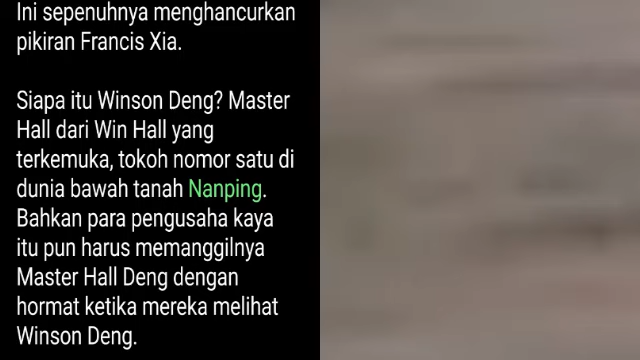 Ini sepenuhnya menghancurkan
pikiran Francis Xia.
Siapa itu Winson Deng? Master
Hall dari Win Hall yang
terkemuka, tokoh nomor satu di
dunia bawah tanah Nanping.
Bahkan para pengusaha kaya
itu pun harus memanggilnya
Master Hall Deng dengan
hormat ketika mereka melihat
Winson Deng.